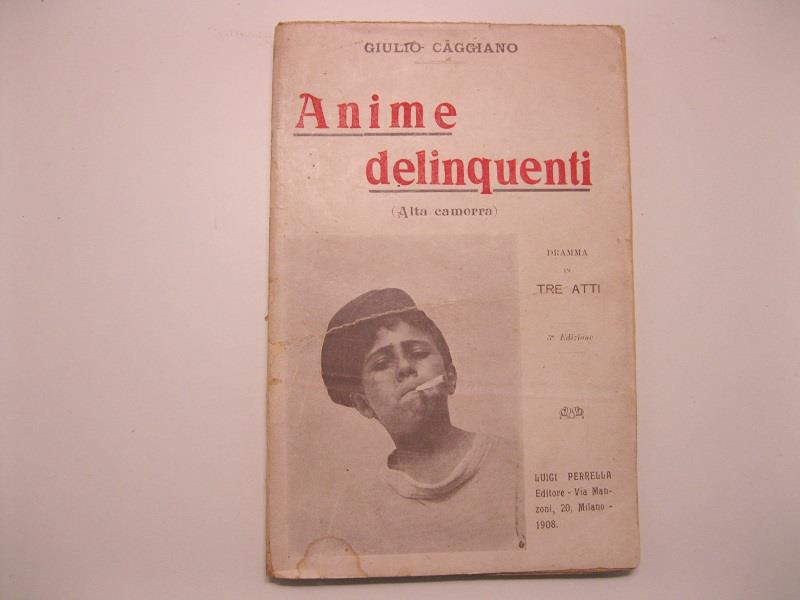 GIULIO CAGGIANO
Anime
delinquenti
(Alta camorra)
DRAMMA
IN
TRE ATTI
3ª Edizione
LUIGI PERRELLA
Editore - Via Man-
zoni, 20, Milano -
1908.